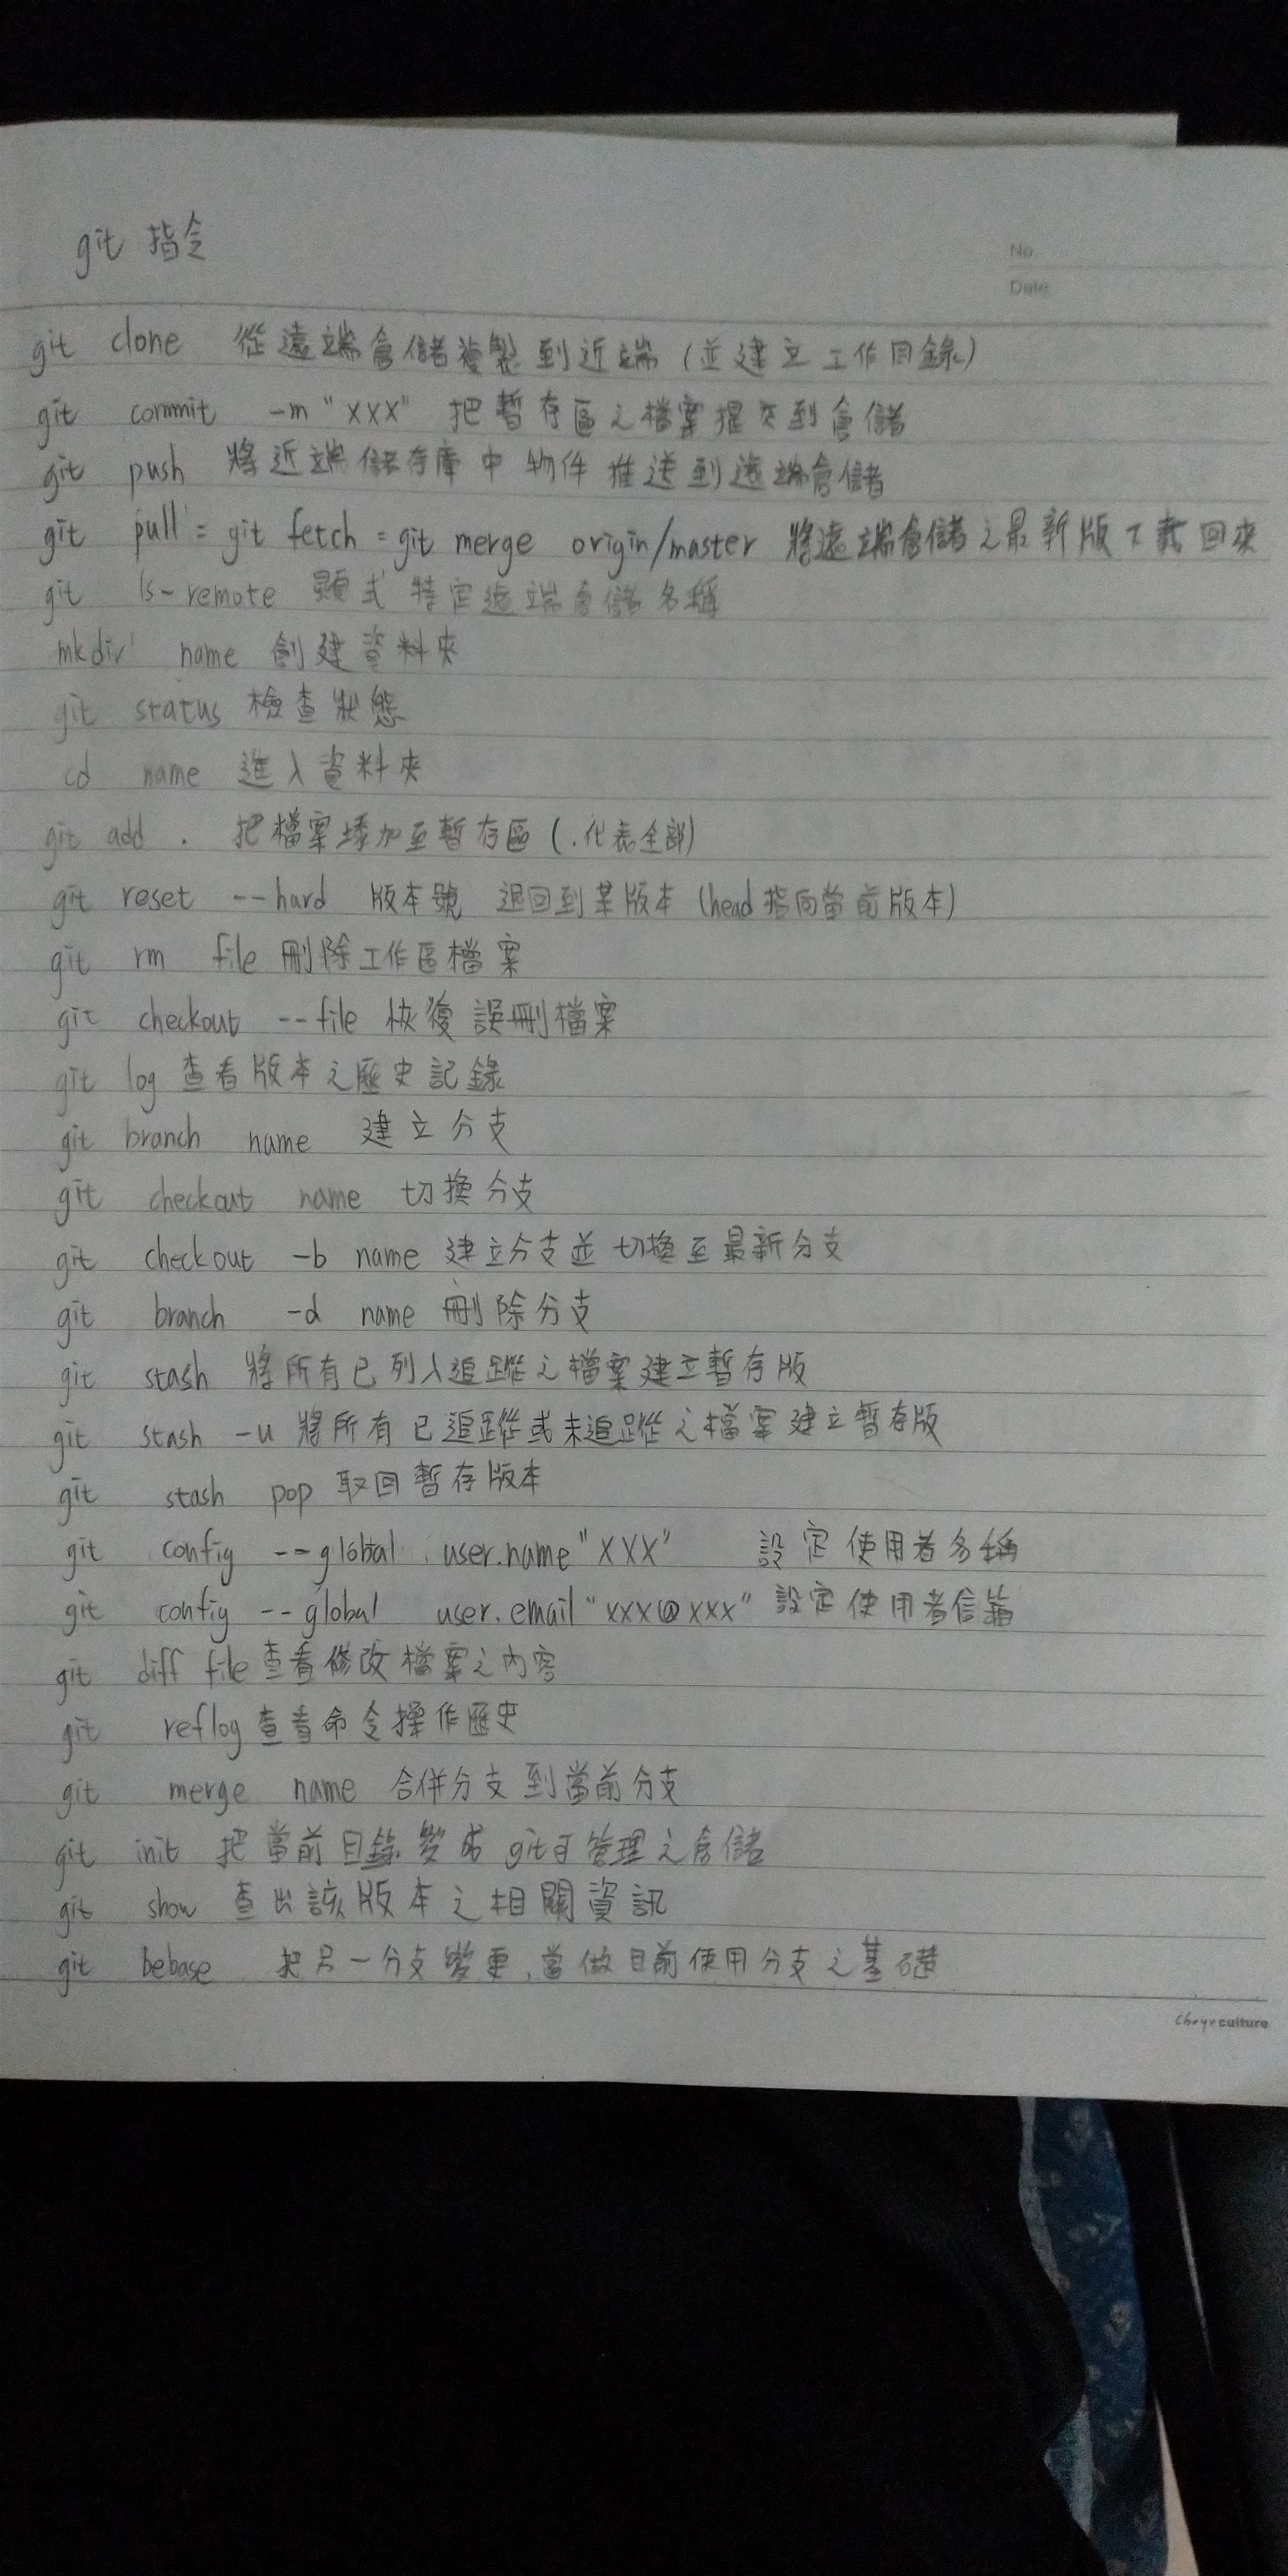 git 指令
No
Date
git clone 從遠端倉儲複製到近端 (並建立工作目錄)
git commit -m "xxx" 把暫存區之檔案提交到倉儲
git push 將近端儲存庫中物件推送到遠端倉儲
git pull = git fetch = git merge origin/master 將遠端倉儲之最新版下載回來
git ls-remote 顯式特定遠端倉儲名稱
mkdir name 創建資料夾
git status 檢查狀態
cd name 進入資料夾
git add . 把檔案添加至暫存區 (.代表全部)
git reset --hard 版本號 退回到某版本 (head指向當前版本)
git rm file 刪除工作區檔案
git checkout --file 恢復誤刪檔案
git log 查看版本之歷史記錄
git branch name 建立分支
git checkout name 切換分支
git checkout -b name 建立分支並切換至最新分支
git branch -d name 刪除分支
git stash 將所有已列入追蹤之檔案建立暫存版
git stash -u 將所有已追蹤或未追蹤之檔案建立暫存版
git stash pop 取回暫存版本
git config --global user.name "XXX" 設定使用者名稱
git config --global user.email "xxx@xxx" 設定使用者信箱
git diff file 查看修改檔案之內容
git reflog 查看命令操作歷史
git merge name 合併分支到當前分支
git init 把當前目錄變成git可管理之倉儲
git show 查出該版本之相關資訊
git bebase 把另一分支變更,當做目前使用分支之基礎
Choyeculture